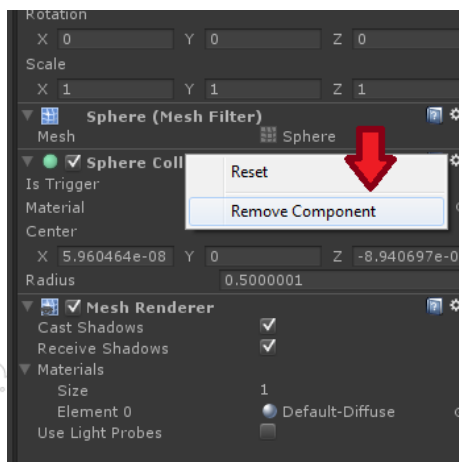 Rotation
X 0 Y 0 Z 0
Scale
X 1 Y 1 Z 1
Sphere (Mesh Filter)
Mesh Sphere
Sphere Coll
Reset
Is Trigger
Material
Remove Component
Center
X 5.960464e-08 Y 0 Z -8.940697e-0
Radius 0.5000001
Mesh Renderer
Cast Shadows
Receive Shadows
Materials
Size 1
Element 0 Default-Diffuse
Use Light Probes